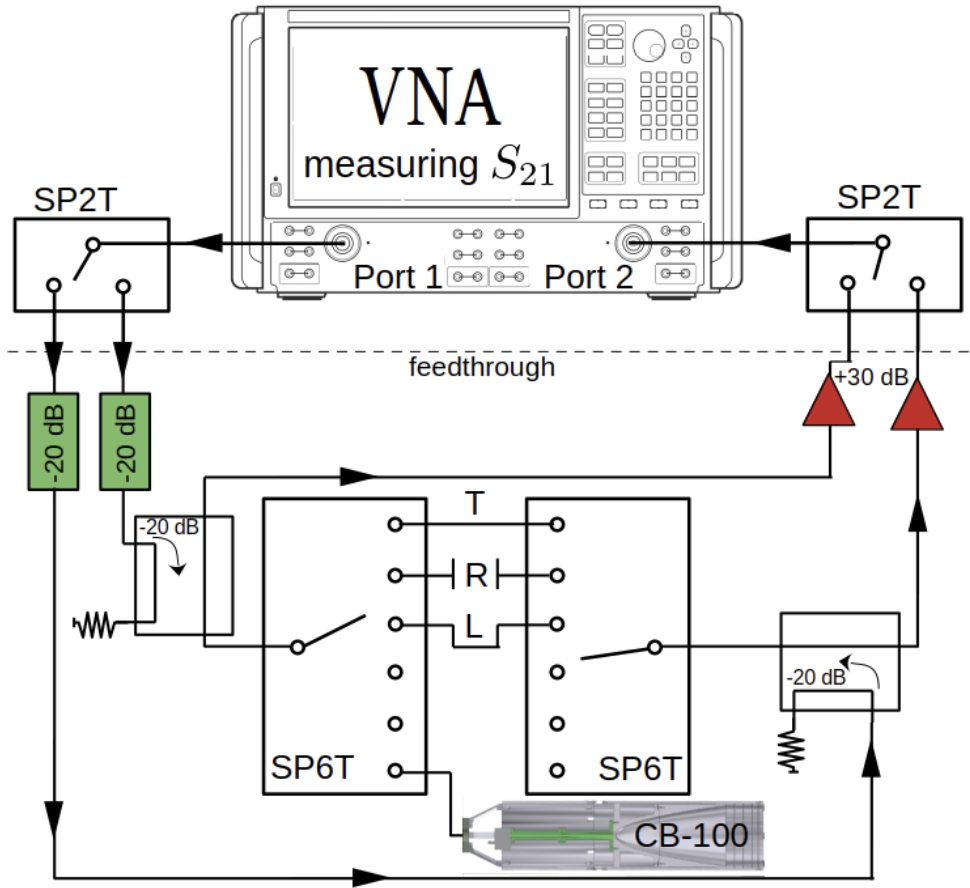 VNA
measuring S21
SP2T
SP2T
Port 1
Port 2
feedthrough
+30 dB
-20 dB
-20 dB
-20 dB
T
R
L
-20 dB
SP6T
SP6T
CB-100